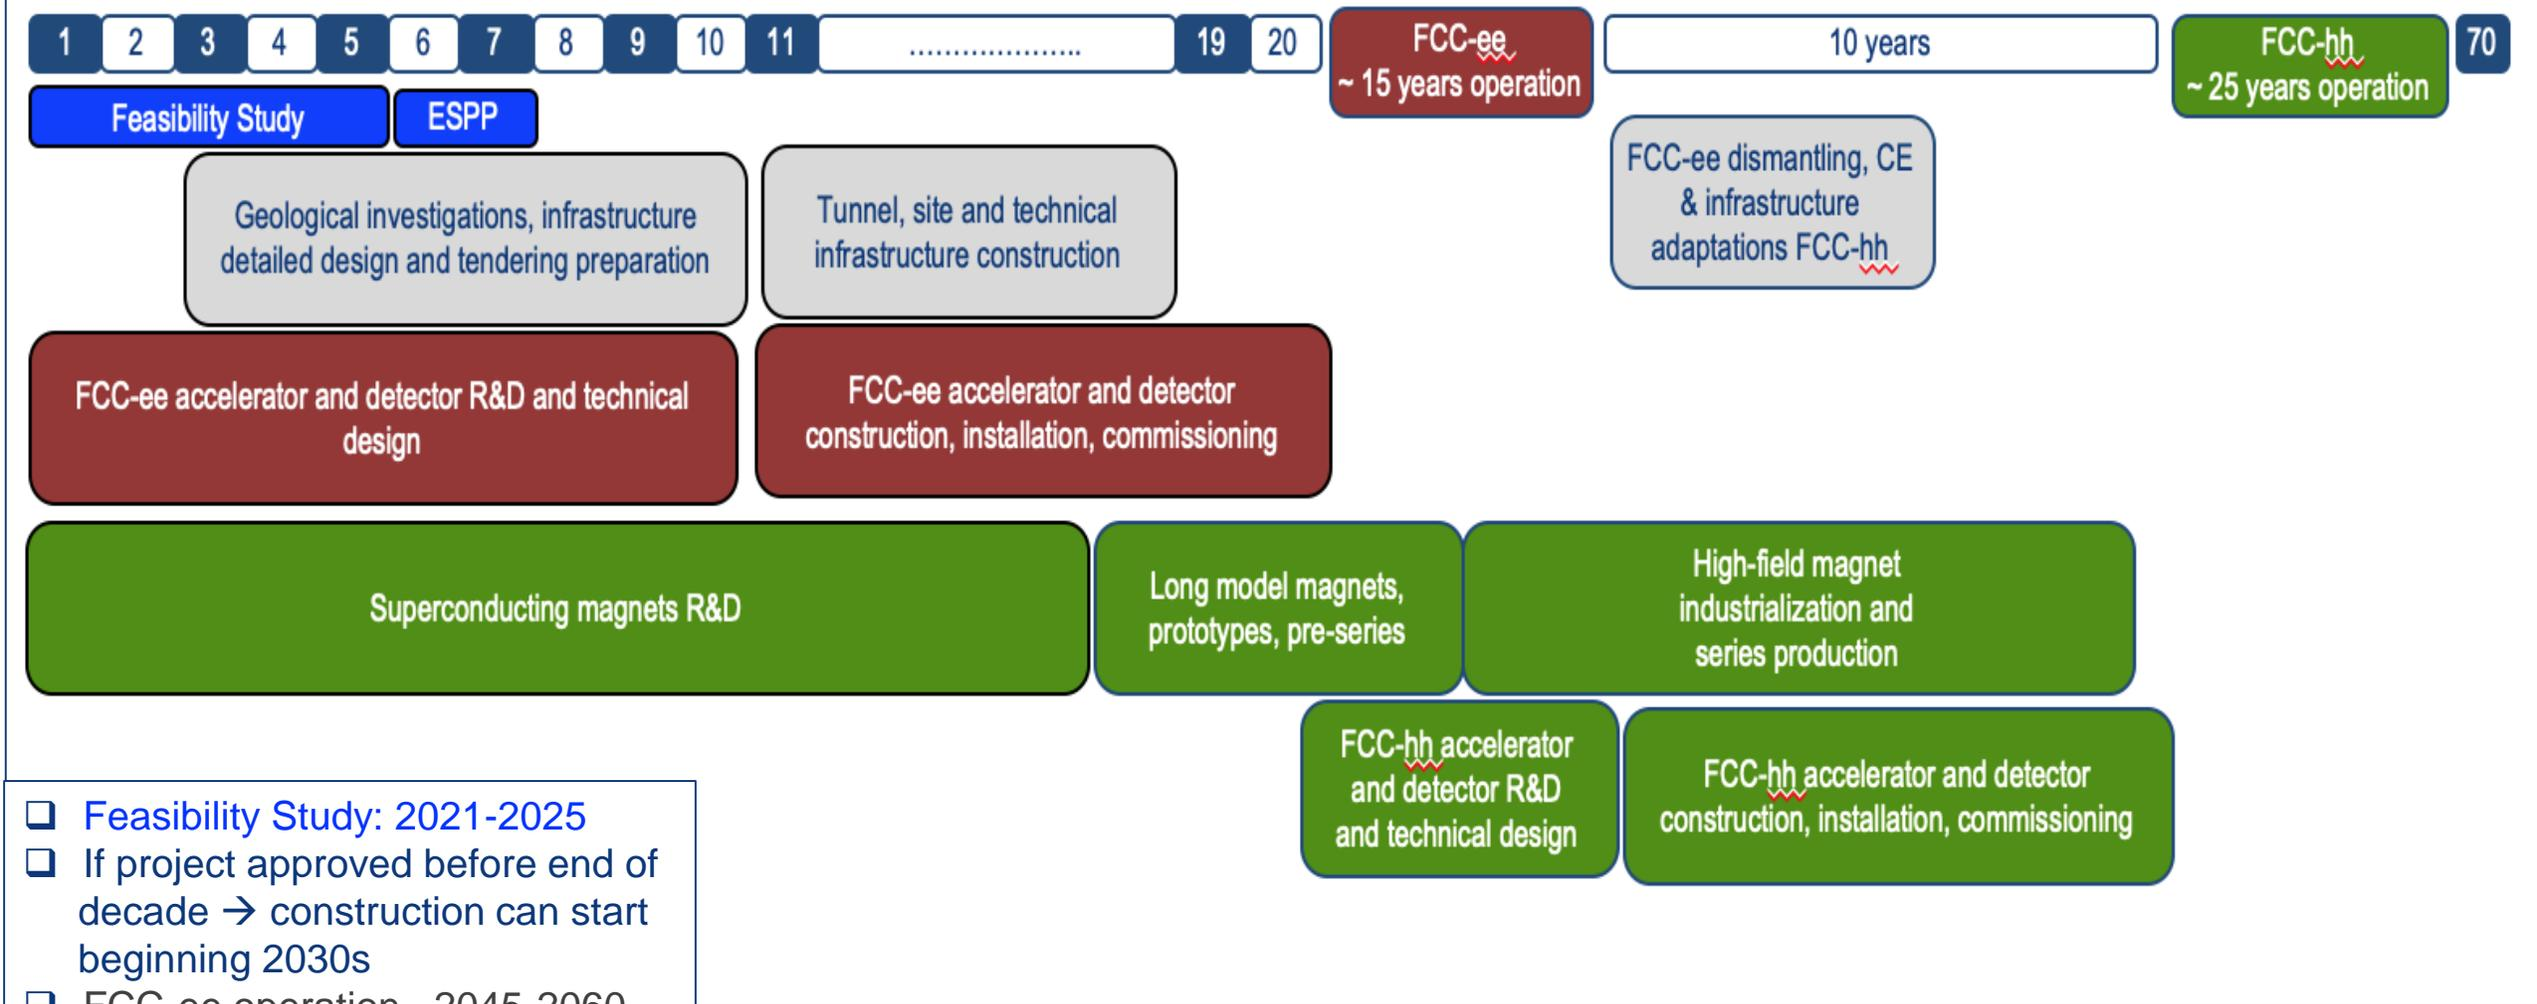 1 2 3 4 5 6 7 8 9 10 11 ………………. 19 20
FCC-ee
~ 15 years operation
10 years
FCC-hh
~ 25 years operation
70
Feasibility Study
ESPP
Geological investigations, infrastructure
detailed design and tendering preparation
Tunnel, site and technical
infrastructure construction
FCC-ee dismantling, CE
& infrastructure
adaptations FCC-hh
FCC-ee accelerator and detector R&D and technical
design
FCC-ee accelerator and detector
construction, installation, commissioning
Superconducting magnets R&D
Long model magnets,
prototypes, pre-series
High-field magnet
industrialization and
series production
FCC-hh accelerator
and detector R&D
and technical design
FCC-hh accelerator and detector
construction, installation, commissioning
❑ Feasibility Study: 2021-2025
❑ If project approved before end of
decade → construction can start
beginning 2030s
❑ FCC-ee operation 2045-2060